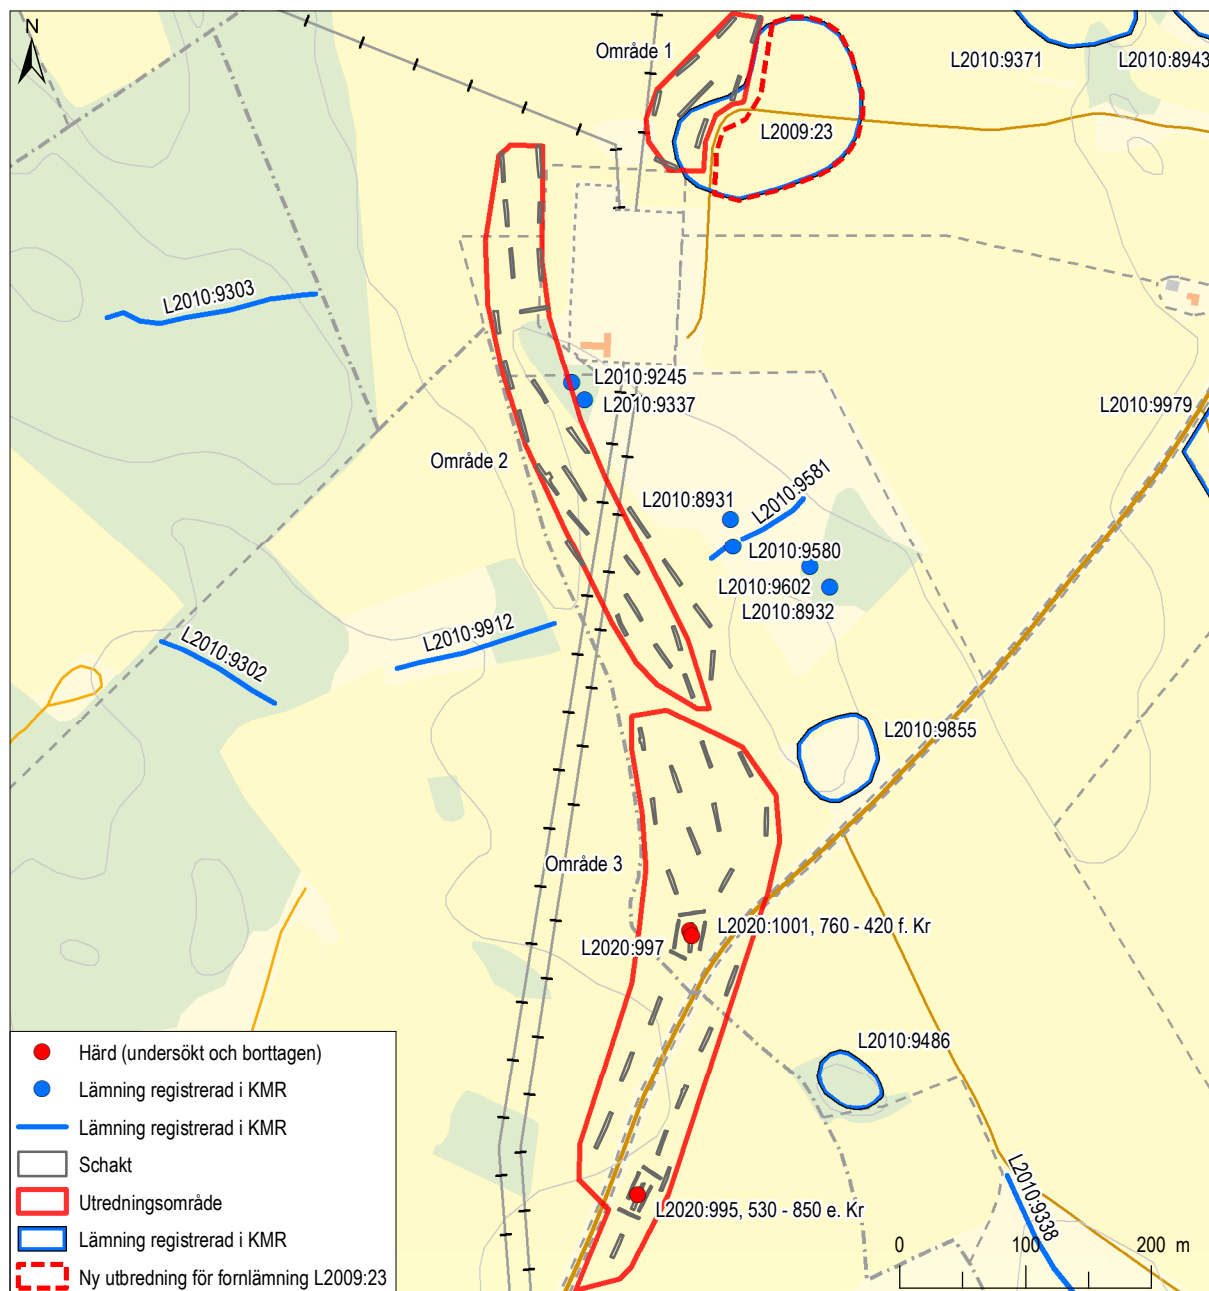 N
Område 1
L2010:9371
L2010:8943
L2009:23
L2010:9303
L2010:9245
L2010:9337
L2010:9979
Område 2
L2010:8931
L2010:9581
L2010:9580
L2010:9602
L2010:8932
L2010:9912
L2010:9302
L2010:9855
Område 3
L2020:1001, 760 - 420 f. Kr
L2020:997
L2010:9486
L2010:9338
L2020:995, 530 - 850 e. Kr
Härd (undersökt och borttagen)
Lämning registrerad i KMR
Lämning registrerad i KMR
Schakt
Utredningsområde
Lämning registrerad i KMR
Ny utbredning för fornlämning L2009:23
0 100 200 m